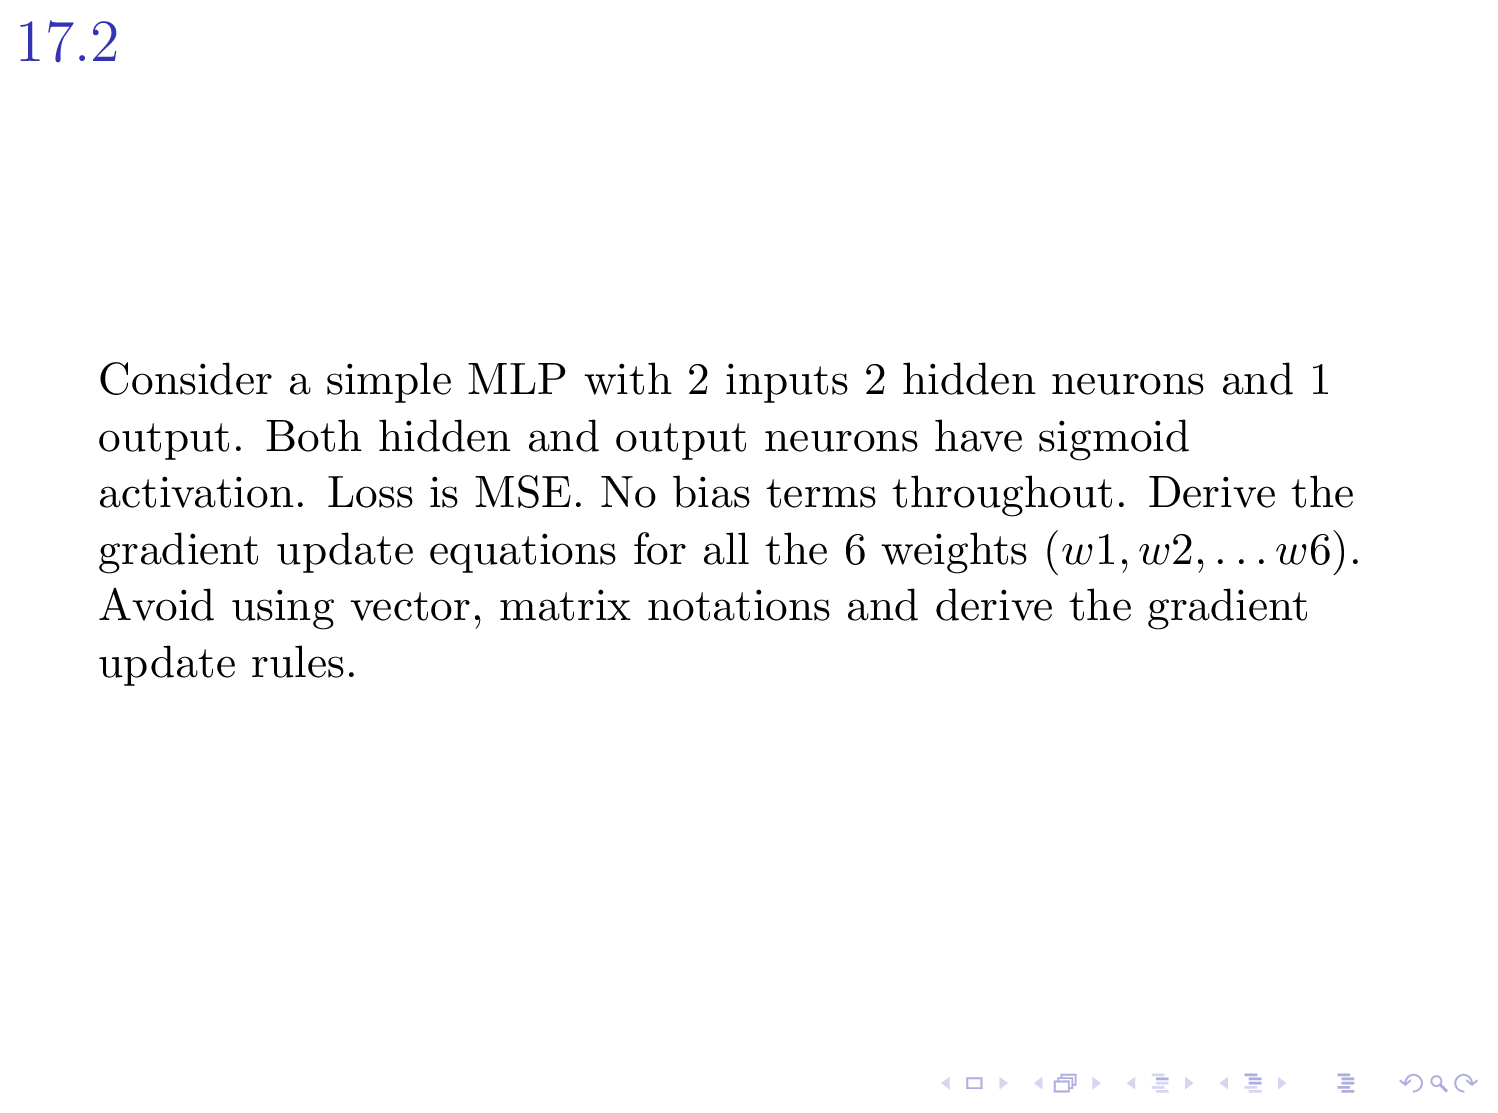 17.2
Consider a simple MLP with 2 inputs 2 hidden neurons and 1
output. Both hidden and output neurons have sigmoid
activation. Loss is MSE. No bias terms throughout. Derive the
gradient update equations for all the 6 weights (w1, w2, . . . w6).
Avoid using vector, matrix notations and derive the gradient
update rules.